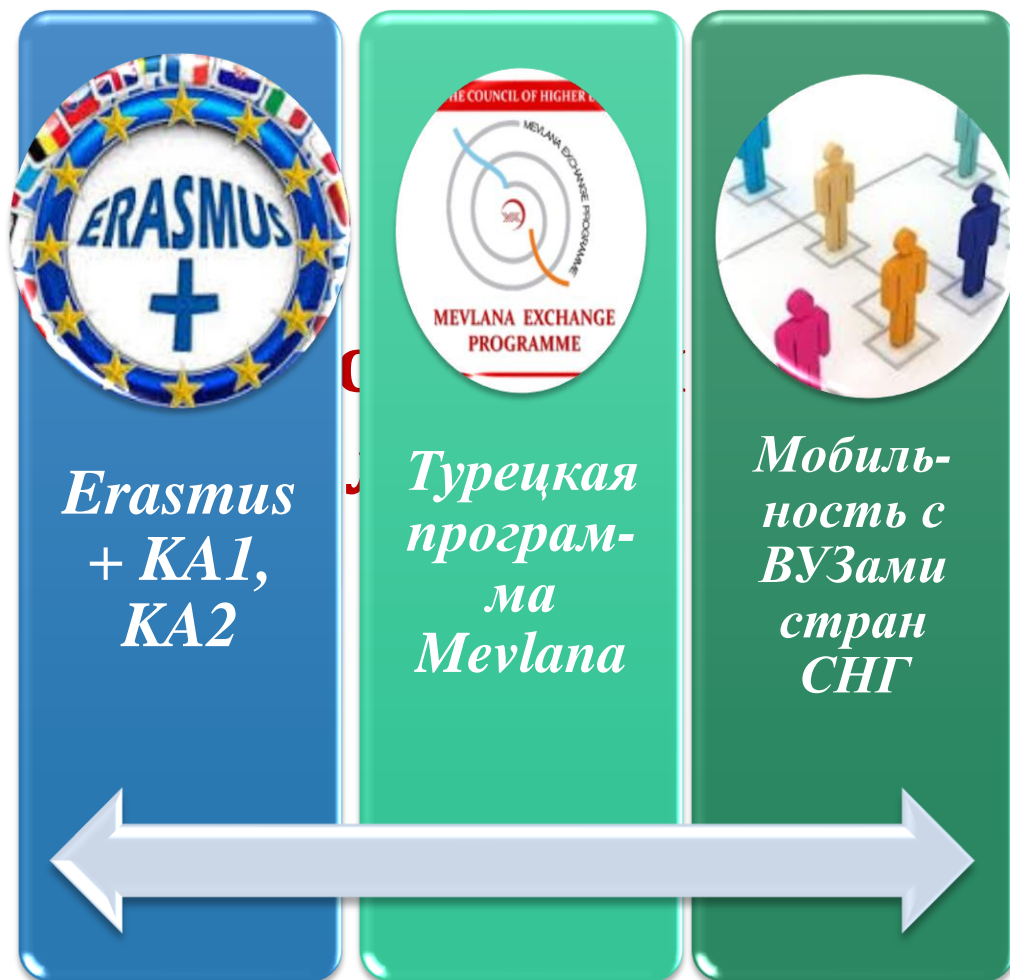 ERASMUS
+
Erasmus
+ KA1,
KA2
THE COUNCIL OF HIGHER
MEVLANA EXCHANGE PROGRAMME
MEVLANA EXCHANGE
PROGRAMME
Турецкая
програм-
ма
Mevlana
Мобиль-
ность с
ВУЗами
стран
СНГ